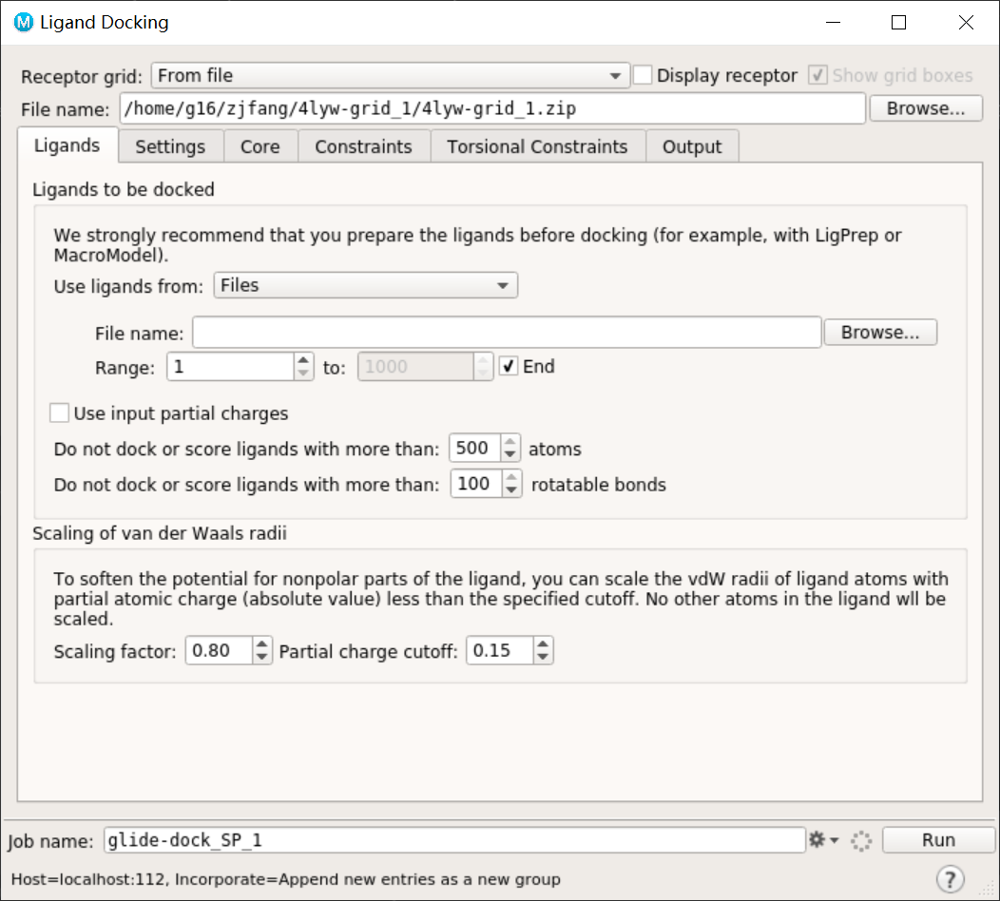 M Ligand Docking
Receptor grid: From file Display receptor Show grid boxes
File name: /home/g16/zjfang/4lyw-grid_1/4lyw-grid_1.zip Browse...
Ligands Settings Core Constraints Torsional Constraints Output
Ligands to be docked
We strongly recommend that you prepare the ligands before docking (for example, with LigPrep or
MacroModel).
Use ligands from: Files
File name: Browse...
Range: 1 to: 1000 End
Use input partial charges
Do not dock or score ligands with more than: 500 atoms
Do not dock or score ligands with more than: 100 rotatable bonds
Scaling of van der Waals radii
To soften the potential for nonpolar parts of the ligand, you can scale the vdW radii of ligand atoms with
partial atomic charge (absolute value) less than the specified cutoff. No other atoms in the ligand wll be
scaled.
Scaling factor: 0.80 Partial charge cutoff: 0.15
Job name: glide-dock_SP_1 Run
Host=localhost:112, Incorporate=Append new entries as a new group ?